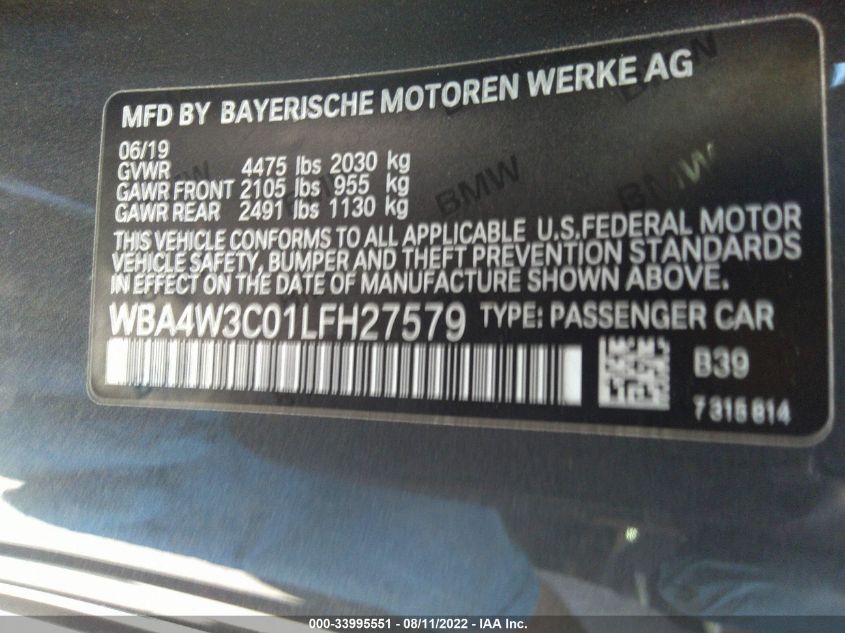 MFD BY BAYERISCHE MOTOREN WERKE AG
06/19
GVWR 4475 lbs 2030 kg
GAWR FRONT 2105 lbs 955 kg
GAWR REAR 2491 lbs 1130 kg
THIS VEHICLE CONFORMS TO ALL APPLICABLE U.S.FEDERAL MOTOR
VEHICLE SAFETY, BUMPER AND THEFT PREVENTION STANDARDS
IN EFFECT ON THE DATE OF MANUFACTURE SHOWN ABOVE.
WBA4W3C01LFH27579 TYPE: PASSENGER CAR
B39
7315814
BMW
BMW
000-33995551 - 08/11/2022 - IAA Inc.